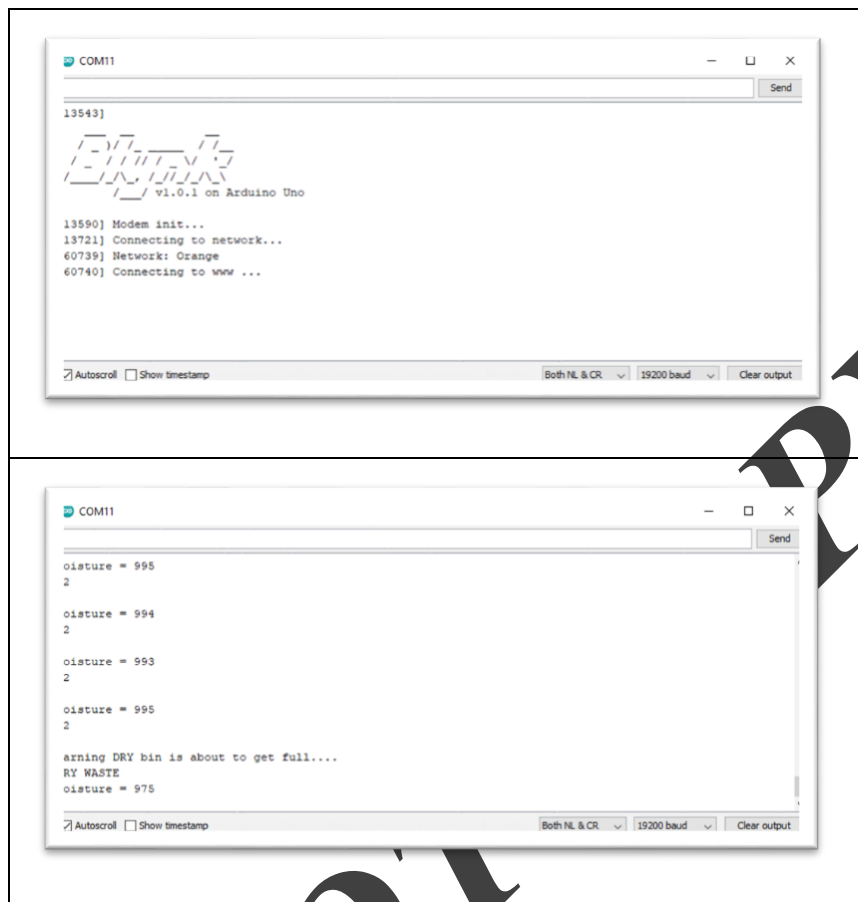 COM11
Send
13543]
Blynk
v1.0.1 on Arduino Uno
13590] Modem init...
13721] Connecting to network...
60739] Network: Orange
60740] Connecting to www ...
Autoscroll Show timestamp Both NL & CR 19200 baud Clear output
COM11
Send
oisture = 995
2
oisture = 994
2
oisture = 993
2
oisture = 995
2
arning DRY bin is about to get full....
RY WASTE
oisture = 975
Autoscroll Show timestamp Both NL & CR 19200 baud Clear output